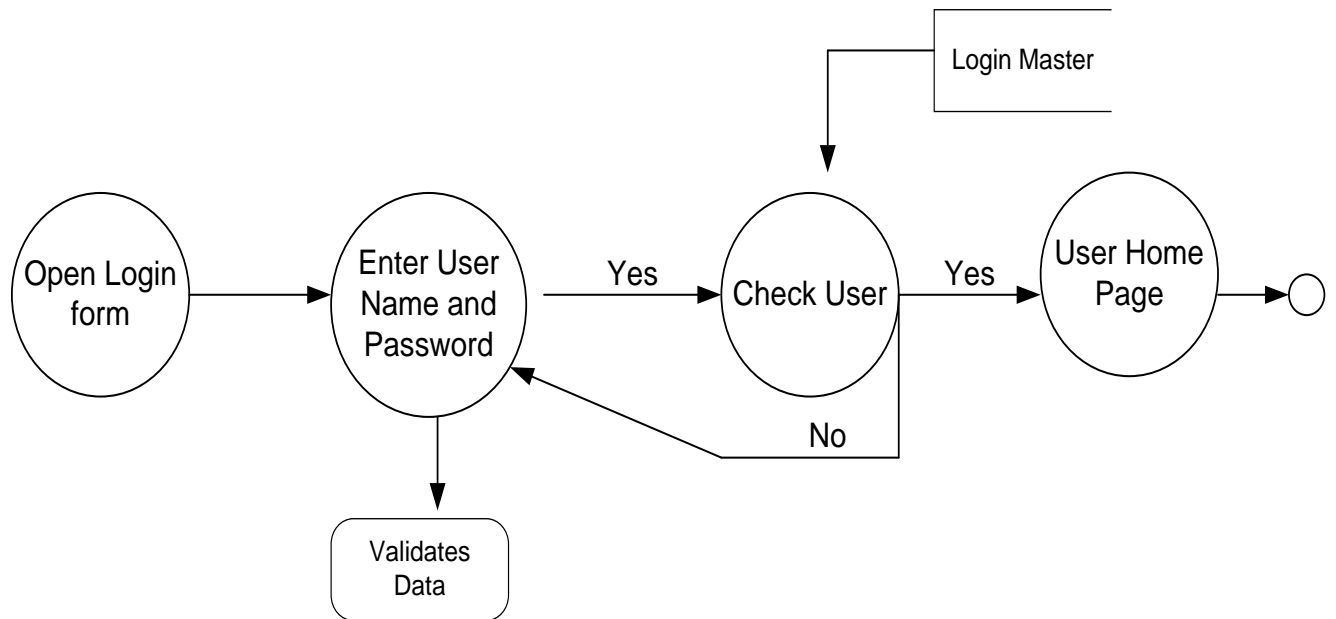 Login Master
Open Login
form
Enter User
Name and
Password
Yes
Check User
Yes
User Home
Page
No
Validates
Data